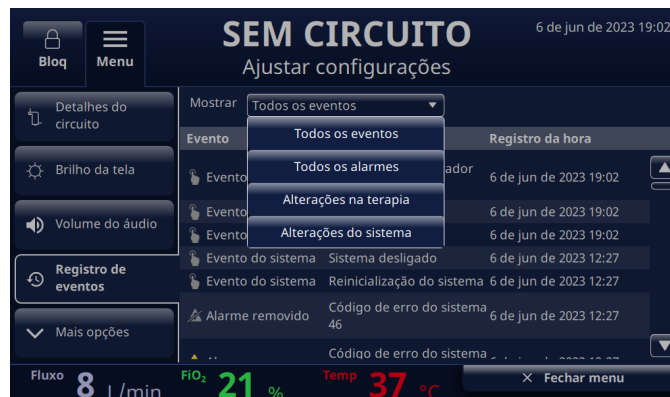 SEM CIRCUITO
6 de jun de 2023 19:02
Bloq
Menu
Ajustar configurações
Detalhes do
circuito
Brilho da tela
Volume do áudio
Registro de
eventos
Mais opções
Mostrar
Todos os eventos
Evento
Registro da hora
Todos os eventos
Todos os alarmes
Alterações na terapia
Alterações do sistema
Evento
ador
6 de jun de 2023 19:02
Evento
6 de jun de 2023 19:02
Evento
6 de jun de 2023 19:02
Evento do sistema Sistema desligado 6 de jun de 2023 12:27
Evento do sistema Reinicialização do sistema 6 de jun de 2023 12:27
Alarme removido
Código de erro do sistema
46
6 de jun de 2023 12:27
Código de erro do sistema
Fluxo 8 L/min
FiO₂ 21 %
Temp 37 °C
× Fechar menu